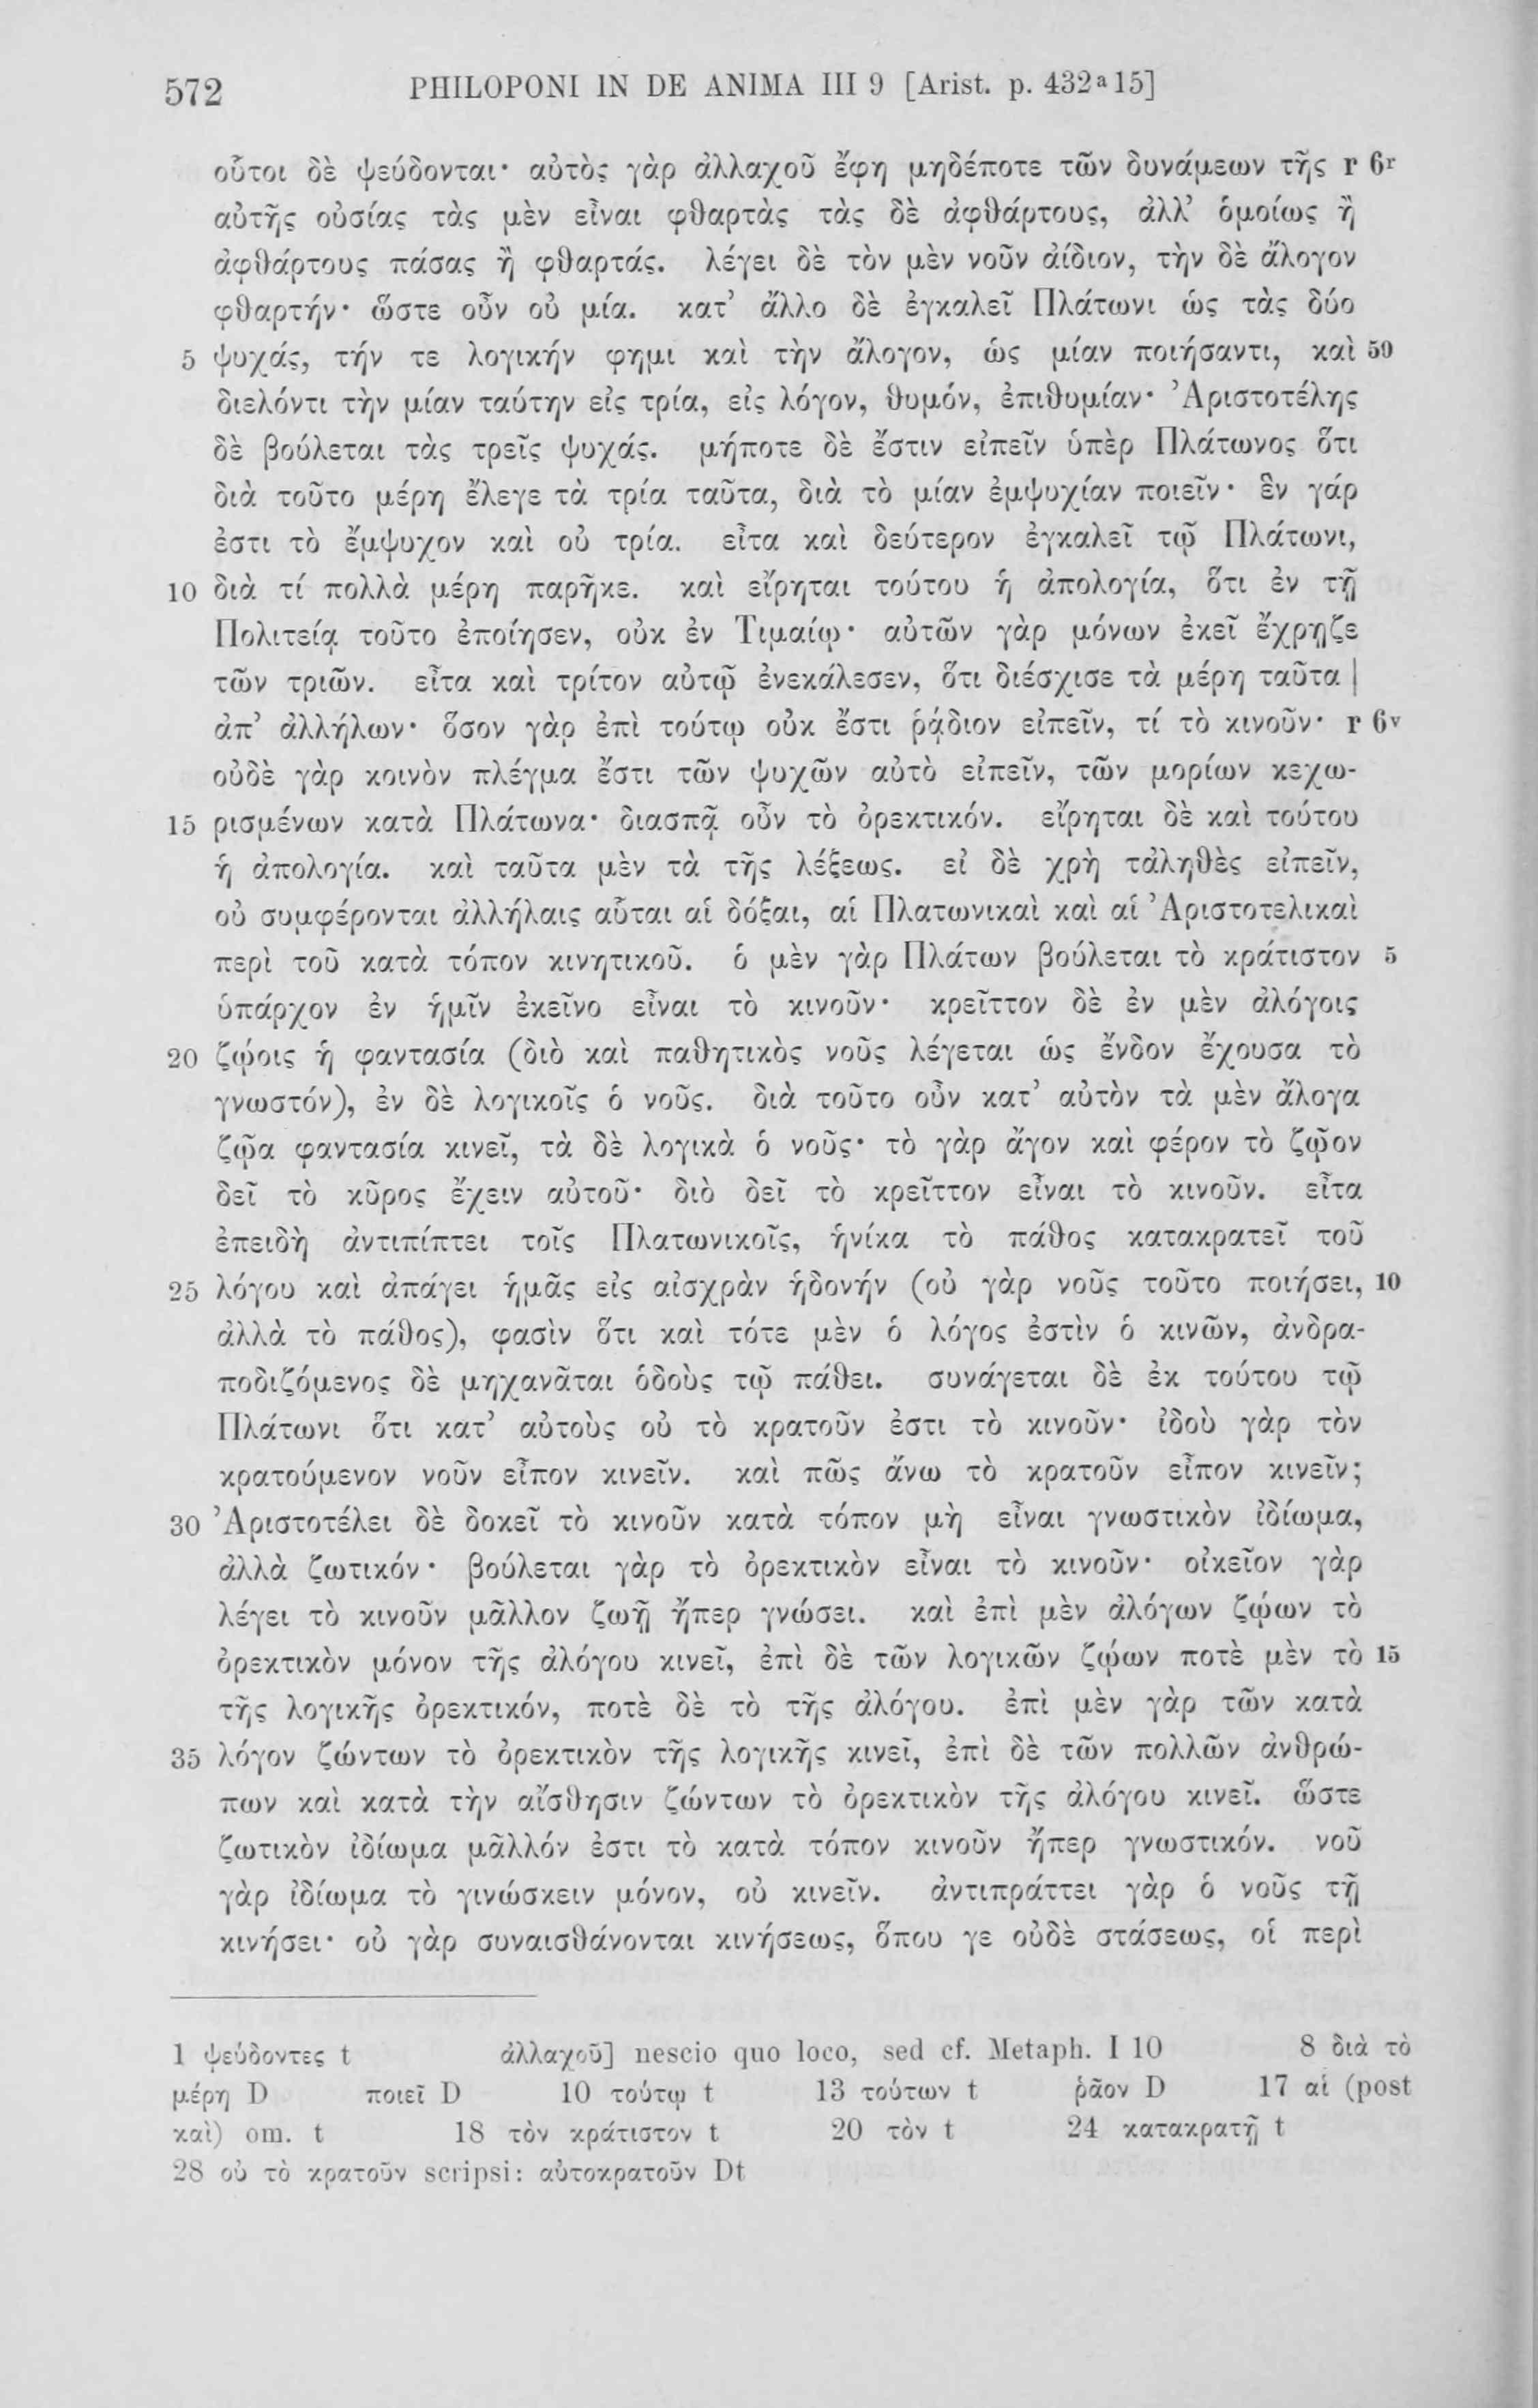 572 PHILOPONI IN DE ANIMA III 9 [Arist. p. 432a15]
οὗτοι δὲ ψεύδονται· αὐτὸς γὰρ ἀλλαχοῦ ἔφη μηδέποτε τῶν δυνάμεων τῆς r 6r
αὐτῆς οὐσίας τὰς μὲν εἶναι φθαρτὰς τὰς δὲ ἀφθάρτους, ἀλλ’ ὁμοίως ἢ
ἀφθάρτους πάσας ἢ φθαρτάς. λέγει δὲ τὸν μὲν νοῦν ἀίδιον, τὴν δὲ ἄλογον
φθαρτήν· ὥστε οὖν οὐ μία. κατ’ ἄλλο δὲ ἐγκαλεῖ Πλάτωνι ὡς τὰς δύο
5 ψυχάς, τήν τε λογικήν φημι καὶ τὴν ἄλογον, ὡς μίαν ποιήσαντι, καὶ 50
διελόντι τὴν μίαν ταύτην εἰς τρία, εἰς λόγον, θυμόν, ἐπιθυμίαν· Ἀριστοτέλης
δὲ βούλεται τὰς τρεῖς ψυχάς. μήποτε δὲ ἔστιν εἰπεῖν ὑπὲρ Πλάτωνος ὅτι
διὰ τοῦτο μέρη ἔλεγε τὰ τρία ταῦτα, διὰ τὸ μίαν ἐμψυχίαν ποιεῖν· ἓν γάρ
ἐστι τὸ ἔμψυχον καὶ οὐ τρία. εἶτα καὶ δεύτερον ἐγκαλεῖ τῷ Πλάτωνι,
10 διὰ τί πολλὰ μέρη παρῆκε. καὶ εἴρηται τούτου ἡ ἀπολογία, ὅτι ἐν τῇ
Πολιτείᾳ τοῦτο ἐποίησεν, οὐκ ἐν Τιμαίῳ· αὐτῶν γὰρ μόνων ἐκεῖ ἔχρῃζε
τῶν τριῶν. εἶτα καὶ τρίτον αὐτῷ ἐνεκάλεσεν, ὅτι διέσχισε τὰ μέρη ταῦτα |
ἀπ’ ἀλλήλων· ὅσον γὰρ ἐπὶ τούτῳ οὐκ ἔστι ῥᾴδιον εἰπεῖν, τί τὸ κινοῦν· r 6v
οὐδὲ γὰρ κοινὸν πλέγμα ἔστι τῶν ψυχῶν αὐτὸ εἰπεῖν, τῶν μορίων κεχω-
15 ρισμένων κατὰ Πλάτωνα· διασπᾷ οὖν τὸ ὀρεκτικόν. εἴρηται δὲ καὶ τούτου
ἡ ἀπολογία. καὶ ταῦτα μὲν τὰ τῆς λέξεως. εἰ δὲ χρὴ τἀληθὲς εἰπεῖν,
οὐ συμφέρονται ἀλλήλαις αὗται αἱ δόξαι, αἱ Πλατωνικαὶ καὶ αἱ Ἀριστοτελικαὶ
περὶ τοῦ κατὰ τόπον κινητικοῦ. ὁ μὲν γὰρ Πλάτων βούλεται τὸ κράτιστον 5
ὑπάρχον ἐν ἡμῖν ἐκεῖνο εἶναι τὸ κινοῦν· κρεῖττον δὲ ἐν μὲν ἀλόγοις
20 ζῴοις ἡ φαντασία (διὸ καὶ παθητικὸς νοῦς λέγεται ὡς ἔνδον ἔχουσα τὸ
γνωστόν), ἐν δὲ λογικοῖς ὁ νοῦς. διὰ τοῦτο οὖν κατ’ αὐτὸν τὰ μὲν ἄλογα
ζῷα φαντασία κινεῖ, τὰ δὲ λογικὰ ὁ νοῦς· τὸ γὰρ ἄγον καὶ φέρον τὸ ζῷον
δεῖ τὸ κῦρος ἔχειν αὐτοῦ· διὸ δεῖ τὸ κρεῖττον εἶναι τὸ κινοῦν. εἶτα
ἐπειδὴ ἀντιπίπτει τοῖς Πλατωνικοῖς, ἡνίκα τὸ πάθος κατακρατεῖ τοῦ
25 λόγου καὶ ἀπάγει ἡμᾶς εἰς αἰσχρὰν ἡδονήν (οὐ γὰρ νοῦς τοῦτο ποιήσει, 10
ἀλλὰ τὸ πάθος), φασὶν ὅτι καὶ τότε μὲν ὁ λόγος ἐστὶν ὁ κινῶν, ἀνδρα-
ποδιζόμενος δὲ μηχανᾶται ὁδοὺς τῷ πάθει. συνάγεται δὲ ἐκ τούτου τῷ
Πλάτωνι ὅτι κατ’ αὐτοὺς οὐ τὸ κρατοῦν ἐστι τὸ κινοῦν· ἰδοὺ γὰρ τὸν
κρατούμενον νοῦν εἶπον κινεῖν. καὶ πῶς ἄνω τὸ κρατοῦν εἶπον κινεῖν;
30 Ἀριστοτέλει δὲ δοκεῖ τὸ κινοῦν κατὰ τόπον μὴ εἶναι γνωστικὸν ἰδίωμα,
ἀλλὰ ζωτικόν· βούλεται γὰρ τὸ ὀρεκτικὸν εἶναι τὸ κινοῦν· οἰκεῖον γὰρ
λέγει τὸ κινοῦν μᾶλλον ζωῇ ἤπερ γνώσει. καὶ ἐπὶ μὲν ἀλόγων ζῴων τὸ
ὀρεκτικὸν μόνον τῆς ἀλόγου κινεῖ, ἐπὶ δὲ τῶν λογικῶν ζῴων ποτὲ μὲν τὸ 15
τῆς λογικῆς ὀρεκτικόν, ποτὲ δὲ τὸ τῆς ἀλόγου. ἐπὶ μὲν γὰρ τῶν κατὰ
35 λόγον ζώντων τὸ ὀρεκτικὸν τῆς λογικῆς κινεῖ, ἐπὶ δὲ τῶν πολλῶν ἀνθρώ-
πων καὶ κατὰ τὴν αἴσθησιν ζώντων τὸ ὀρεκτικὸν τῆς ἀλόγου κινεῖ. ὥστε
ζωτικὸν ἰδίωμα μᾶλλόν ἐστι τὸ κατὰ τόπον κινοῦν ἤπερ γνωστικόν. νοῦ
γὰρ ἰδίωμα τὸ γινώσκειν μόνον, οὐ κινεῖν. ἀντιπράττει γὰρ ὁ νοῦς τῇ
κινήσει· οὐ γὰρ συναισθάνονται κινήσεως, ὅπου γε οὐδὲ στάσεως, οἱ περὶ
1 ψεύδοντες t ἀλλαχοῦ] nescio quo loco, sed cf. Metaph. I 10 8 διὰ τὸ
μέρη D ποιεῖ D 10 τούτῳ t 13 τούτων t ῥᾶον D 17 αἱ (post
καὶ) om. t 18 τὸν κράτιστον t 20 τὸν t 24 κατακρατῇ t
28 οὐ τὸ κρατοῦν scripsi: αὐτοκρατοῦν Dt